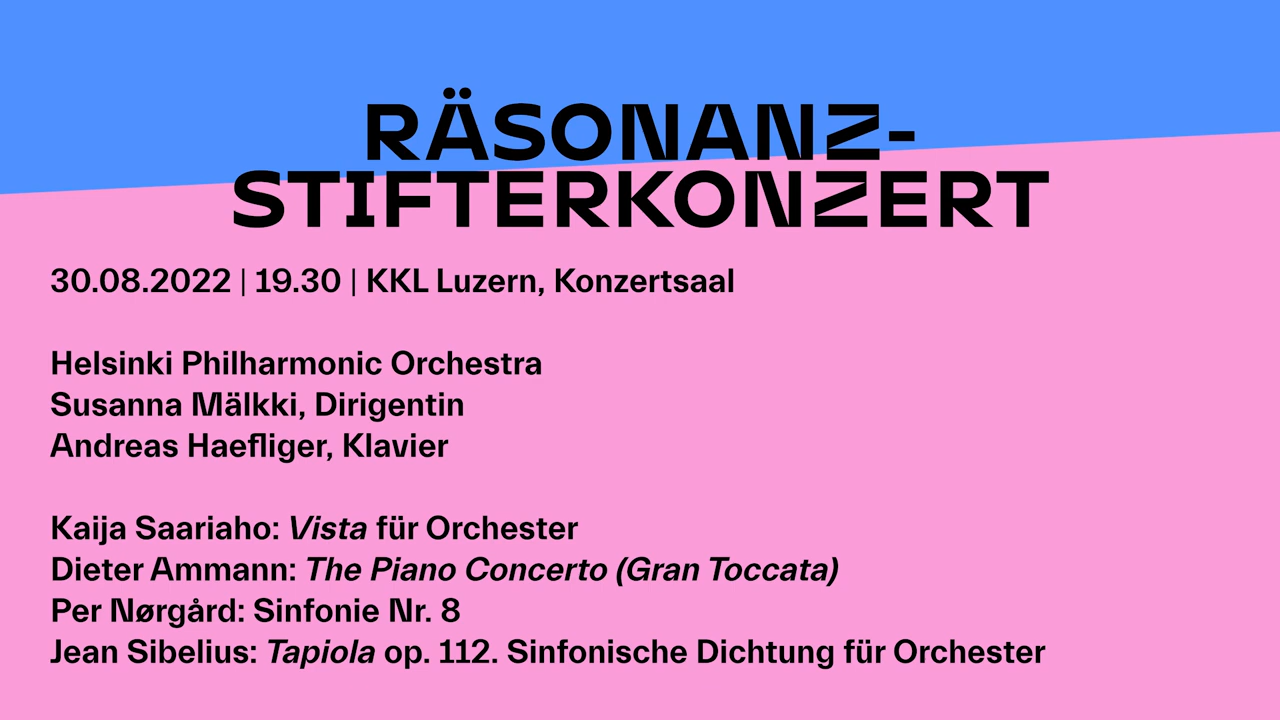 RÄSONANZ-
STIFTERKONZERT
30.08.2022 | 19.30 | KKL Luzern, Konzertsaal
Helsinki Philharmonic Orchestra
Susanna Mälkki, Dirigentin
Andreas Haefliger, Klavier
Kaija Saariaho: Vista für Orchester
Dieter Ammann: The Piano Concerto (Gran Toccata)
Per Nørgård: Sinfonie Nr. 8
Jean Sibelius: Tapiola op. 112. Sinfonische Dichtung für Orchester